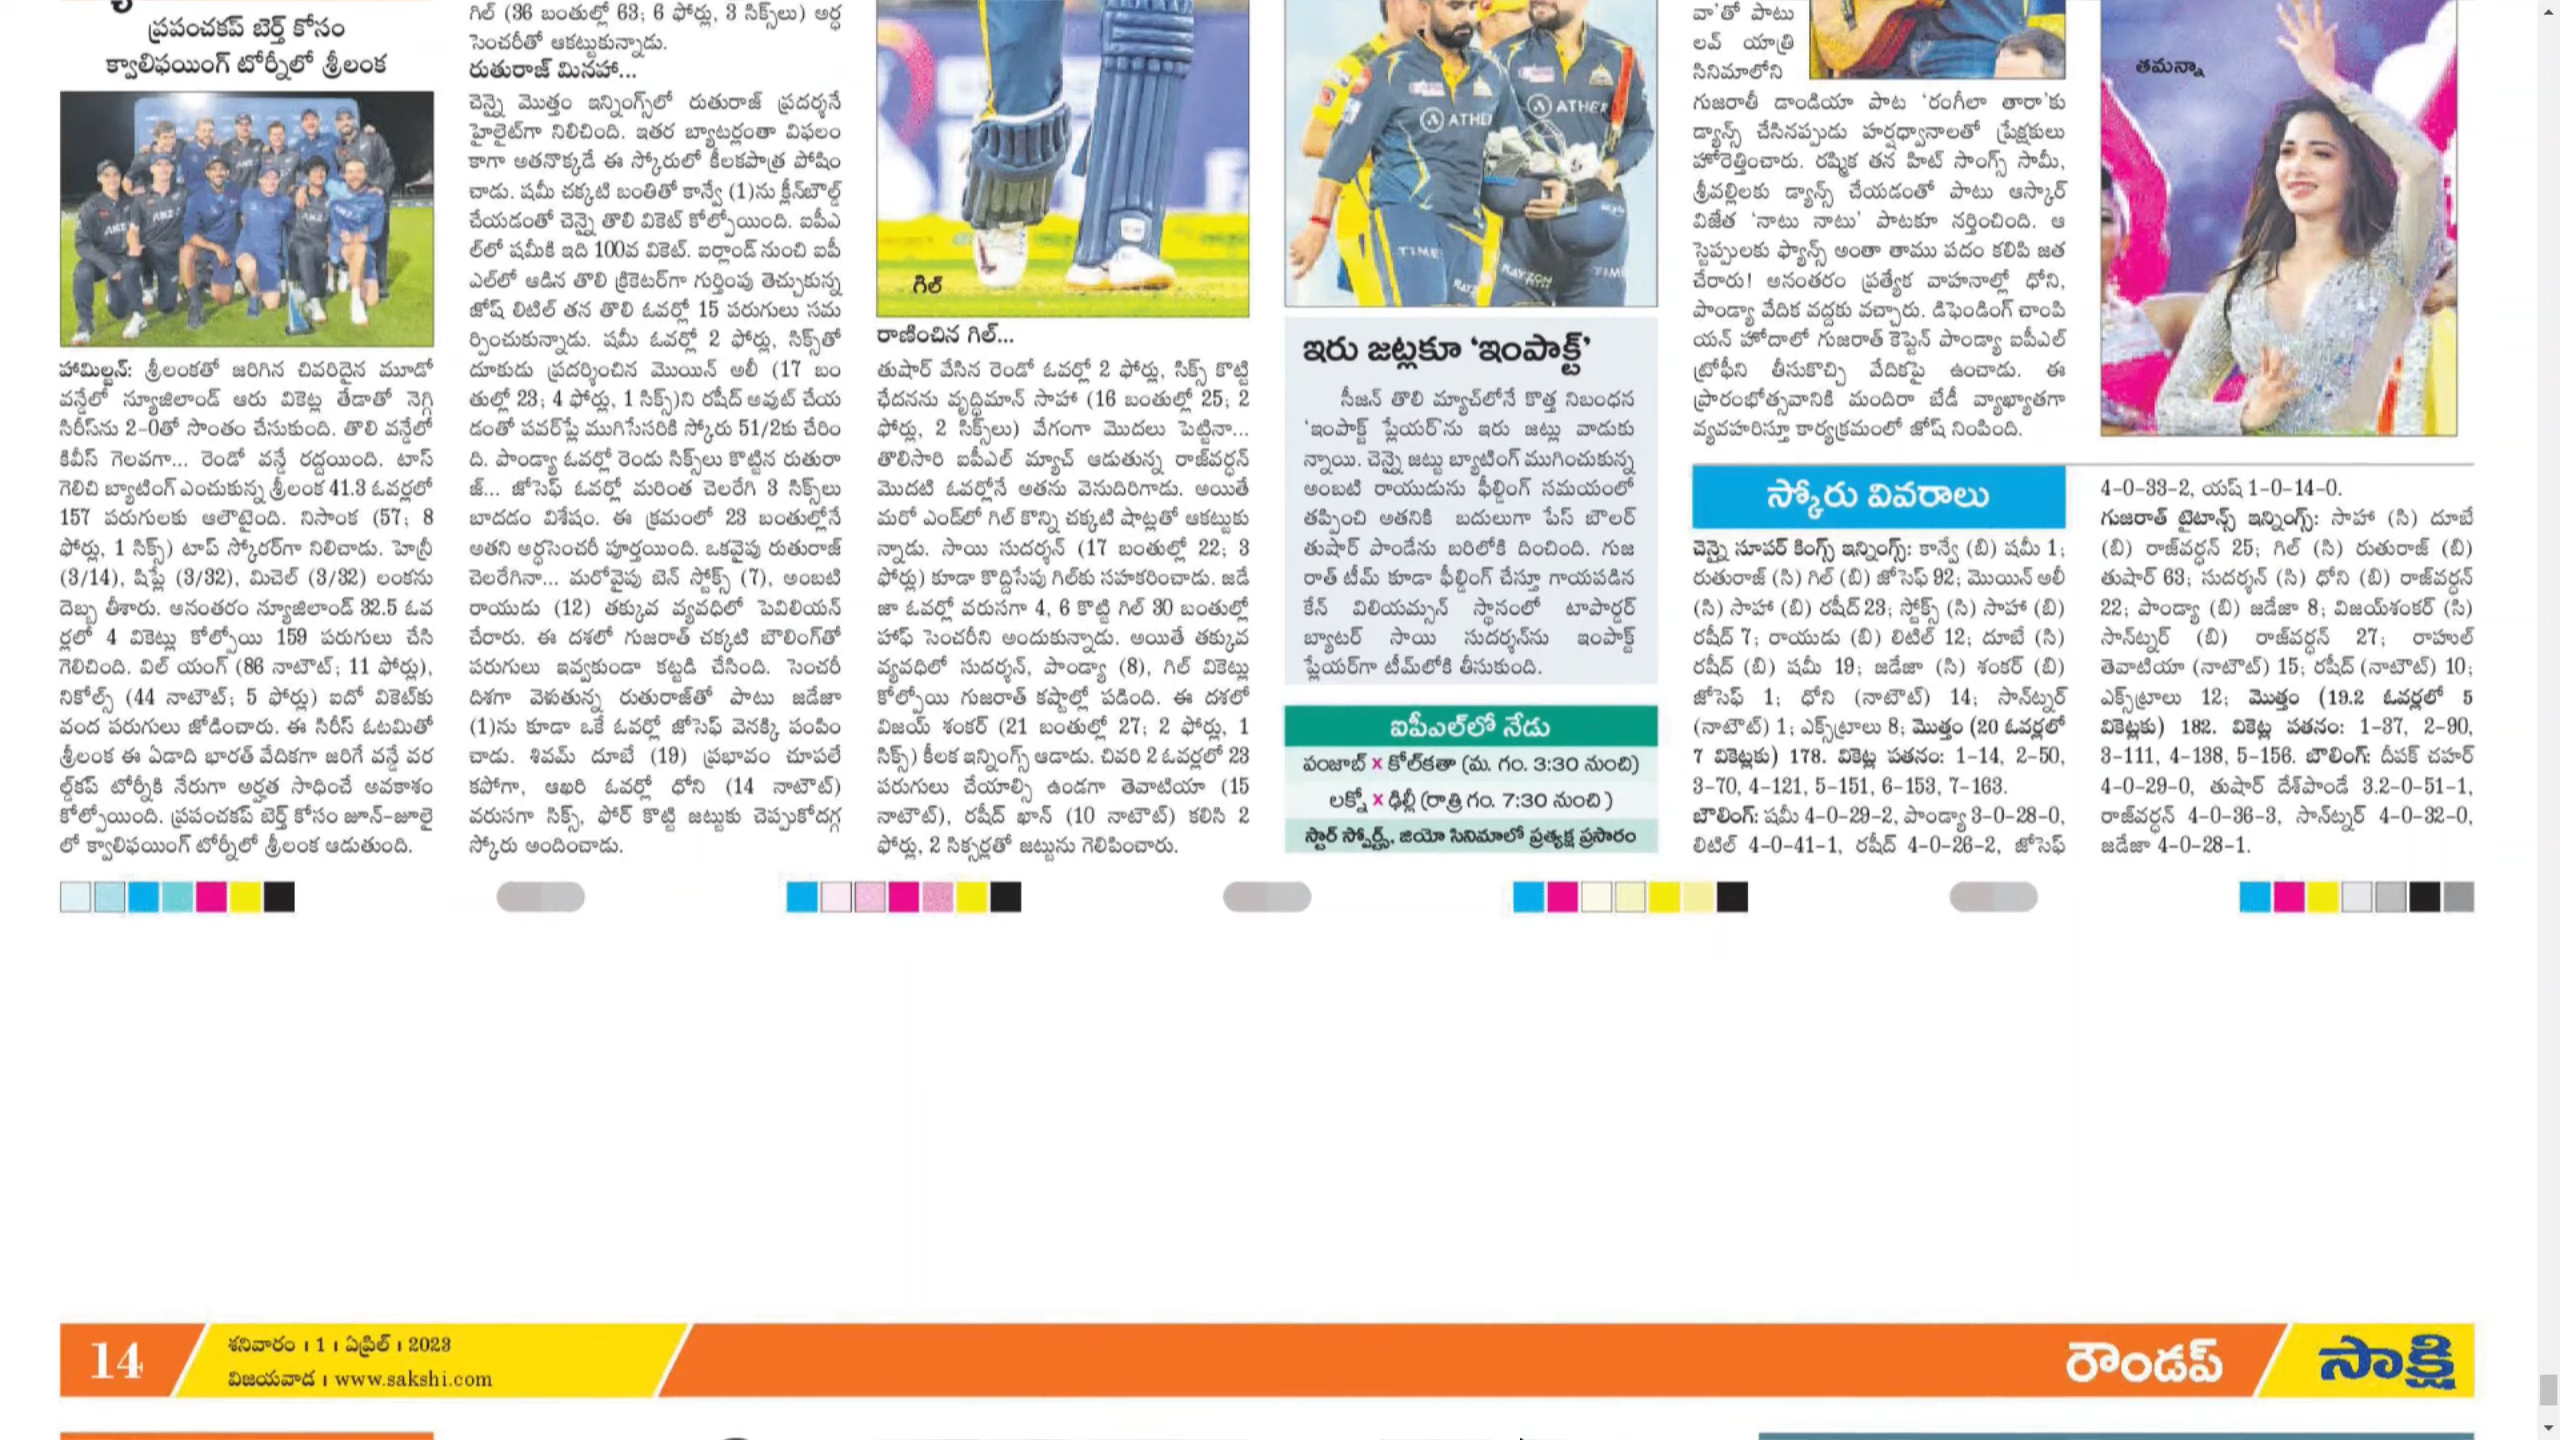 ప్రపంచకప్ బెర్త్ కోసం
క్వాలిఫయింగ్ టోర్నీలో శ్రీలంక
హామిల్టన్: శ్రీలంకతో జరిగిన చివరిదైన మూడో
వన్డేలో న్యూజిలాండ్ ఆరు వికెట్ల తేడాతో నెగ్గి
సిరీస్‌ను 2-0తో సొంతం చేసుకుంది. తొలి వన్డేలో
కివీస్ గెలవగా... రెండో వన్డే రద్దయింది. టాస్
గెలిచి బ్యాటింగ్ ఎంచుకున్న శ్రీలంక 41.3 ఓవర్లలో
157 పరుగులకు ఆలౌటైంది. నిసాంక (57; 8
ఫోర్లు, 1 సిక్స్) టాప్ స్కోరర్‌గా నిలిచాడు. హెన్రీ
(3/14), షిప్లే (3/32), మిచెల్ (3/32) లంకను
దెబ్బ తీశారు. అనంతరం న్యూజిలాండ్ 32.5 ఓవ
ర్లలో 4 వికెట్లు కోల్పోయి 159 పరుగులు చేసి
గెలిచింది. విల్ యంగ్ (86 నాటౌట్; 11 ఫోర్లు),
నికోల్స్ (44 నాటౌట్; 5 ఫోర్లు) ఐదో వికెట్‌కు
వంద పరుగులు జోడించారు. ఈ సిరీస్ ఓటమితో
శ్రీలంక ఈ ఏడాది భారత్ వేదికగా జరిగే వన్డే వర
ల్డ్‌కప్ టోర్నీకి నేరుగా అర్హత సాధించే అవకాశం
కోల్పోయింది. ప్రపంచకప్ బెర్త్ కోసం జూన్-జూలై
లో క్వాలిఫయింగ్ టోర్నీలో శ్రీలంక ఆడుతుంది.
గిల్ (36 బంతుల్లో 63; 6 ఫోర్లు, 3 సిక్స్‌లు) అర్ధ
సెంచరీతో ఆకట్టుకున్నాడు.
రుతురాజ్ మినహా...
చెన్నై మొత్తం ఇన్నింగ్స్‌లో రుతురాజ్ ప్రదర్శనే
హైలైట్‌గా నిలిచింది. ఇతర బ్యాటర్లంతా విఫలం
కాగా అతనొక్కడే ఈ స్కోరులో కీలకపాత్ర పోషిం
చాడు. షమీ చక్కటి బంతితో కాన్వే (1)ను క్లీన్‌బౌల్డ్
చేయడంతో చెన్నై తొలి వికెట్ కోల్పోయింది. ఐపీఎ
ల్‌లో షమీకి ఇది 100వ వికెట్. ఐర్లాండ్ నుంచి ఐపీ
ఎల్‌లో ఆడిన తొలి క్రికెటర్‌గా గుర్తింపు తెచ్చుకున్న
జోష్ లిటిల్ తన తొలి ఓవర్లో 15 పరుగులు సమ
ర్పించుకున్నాడు. షమీ ఓవర్లో 2 ఫోర్లు, సిక్స్‌తో
దూకుడు ప్రదర్శించిన మొయిన్ అలీ (17 బం
తుల్లో 23; 4 ఫోర్లు, 1 సిక్స్)ని రషీద్ అవుట్ చేయ
డంతో పవర్‌ప్లే ముగిసేసరికి స్కోరు 51/2కు చేరిం
ది. పాండ్యా ఓవర్లో రెండు సిక్స్‌లు కొట్టిన రుతురా
జ్... జోసెఫ్ ఓవర్లో మరింత చెలరేగి 3 సిక్స్‌లు
బాదడం విశేషం. ఈ క్రమంలో 23 బంతుల్లోనే
అతని అర్ధసెంచరీ పూర్తయింది. ఒకవైపు రుతురాజ్
చెలరేగినా... మరోవైపు బెన్ స్టోక్స్ (7), అంబటి
రాయుడు (12) తక్కువ వ్యవధిలో పెవిలియన్
చేరారు. ఈ దశలో గుజరాత్ చక్కటి బౌలింగ్‌తో
పరుగులు ఇవ్వకుండా కట్టడి చేసింది. సెంచరీ
దిశగా వెళుతున్న రుతురాజ్‌తో పాటు జడేజా
(1)ను కూడా ఒకే ఓవర్లో జోసెఫ్ వెనక్కి పంపిం
చాడు. శివమ్ దూబే (19) ప్రభావం చూపలే
కపోగా, ఆఖరి ఓవర్లో ధోని (14 నాటౌట్)
వరుసగా సిక్స్, ఫోర్ కొట్టి జట్టుకు చెప్పుకోదగ్గ
స్కోరు అందించాడు.
గిల్
రాణించిన గిల్...
తుషార్ వేసిన రెండో ఓవర్లో 2 ఫోర్లు, సిక్స్ కొట్టి
ఛేదనను వృద్ధిమాన్ సాహా (16 బంతుల్లో 25; 2
ఫోర్లు, 2 సిక్స్‌లు) వేగంగా మొదలు పెట్టినా...
తొలిసారి ఐపీఎల్ మ్యాచ్ ఆడుతున్న రాజ్‌వర్ధన్
మొదటి ఓవర్లోనే అతను వెనుదిరిగాడు. అయితే
మరో ఎండ్‌లో గిల్ కొన్ని చక్కటి షాట్లతో ఆకట్టుకు
న్నాడు. సాయి సుదర్శన్ (17 బంతుల్లో 22; 3
ఫోర్లు) కూడా కొద్దిసేపు గిల్‌కు సహకరించాడు. జడే
జా ఓవర్లో వరుసగా 4, 6 కొట్టి గిల్ 30 బంతుల్లో
హాఫ్ సెంచరీని అందుకున్నాడు. అయితే తక్కువ
వ్యవధిలో సుదర్శన్, పాండ్యా (8), గిల్ వికెట్లు
కోల్పోయి గుజరాత్ కష్టాల్లో పడింది. ఈ దశలో
విజయ్ శంకర్ (21 బంతుల్లో 27; 2 ఫోర్లు, 1
సిక్స్) కీలక ఇన్నింగ్స్ ఆడాడు. చివరి 2 ఓవర్లలో 23
పరుగులు చేయాల్సి ఉండగా తెవాటియా (15
నాటౌట్), రషీద్ ఖాన్ (10 నాటౌట్) కలిసి 2
ఫోర్లు, 2 సిక్సర్లతో జట్టును గెలిపించారు.
ATHER
TIME
RAYZON
ఇరు జట్లకూ 'ఇంపాక్ట్'
సీజన్ తొలి మ్యాచ్‌లోనే కొత్త నిబంధన
'ఇంపాక్ట్ ప్లేయర్'ను ఇరు జట్లు వాడుకు
న్నాయి. చెన్నై జట్టు బ్యాటింగ్ ముగించుకున్న
అంబటి రాయుడును ఫీల్డింగ్ సమయంలో
తప్పించి అతనికి బదులుగా పేస్ బౌలర్
తుషార్ పాండేను బరిలోకి దించింది. గుజ
రాత్ టీమ్ కూడా ఫీల్డింగ్ చేస్తూ గాయపడిన
కేన్ విలియమ్సన్ స్థానంలో టాపార్డర్
బ్యాటర్ సాయి సుదర్శన్‌ను ఇంపాక్ట్
ప్లేయర్‌గా టీమ్‌లోకి తీసుకుంది.
ఐపీఎల్‌లో నేడు
పంజాబ్ x కోల్‌కతా (మ. గం. 3:30 నుంచి)
లక్నో x ఢిల్లీ (రాత్రి గం. 7:30 నుంచి )
స్టార్ స్పోర్ట్స్, జియో సినిమాలో ప్రత్యక్ష ప్రసారం
వా'తో పాటు
లవ్ యాత్రి
సినిమాలోని
గుజరాతీ డాండియా పాట 'రంగీలా తారా'కు
డ్యాన్స్ చేసినప్పుడు హర్షధ్వానాలతో ప్రేక్షకులు
హోరెత్తించారు. రష్మిక తన హిట్ సాంగ్స్ సామీ,
శ్రీవల్లిలకు డ్యాన్స్ చేయడంతో పాటు ఆస్కార్
విజేత 'నాటు నాటు' పాటకూ నర్తించింది. ఆ
స్టెప్పులకు ఫ్యాన్స్ అంతా తాము పదం కలిపి జత
చేరారు! అనంతరం ప్రత్యేక వాహనాల్లో ధోని,
పాండ్యా వేదిక వద్దకు వచ్చారు. డిఫెండింగ్ చాంపి
యన్ హోదాలో గుజరాత్ కెప్టెన్ పాండ్యా ఐపీఎల్
ట్రోఫీని తీసుకొచ్చి వేదికపై ఉంచాడు. ఈ
ప్రారంభోత్సవానికి మందిరా బేడీ వ్యాఖ్యాతగా
వ్యవహరిస్తూ కార్యక్రమంలో జోష్ నింపింది.
తమన్నా
స్కోరు వివరాలు
చెన్నై సూపర్ కింగ్స్ ఇన్నింగ్స్: కాన్వే (బి) షమీ 1;
రుతురాజ్ (సి) గిల్ (బి) జోసెఫ్ 92; మొయిన్ అలీ
(సి) సాహా (బి) రషీద్ 23; స్టోక్స్ (సి) సాహా (బి)
రషీద్ 7; రాయుడు (బి) లిటిల్ 12; దూబే (సి)
రషీద్ (బి) షమీ 19; జడేజా (సి) శంకర్ (బి)
జోసెఫ్ 1; ధోని (నాటౌట్) 14; సాన్‌ట్నర్
(నాటౌట్) 1; ఎక్స్‌ట్రాలు 8; మొత్తం (20 ఓవర్లలో
7 వికెట్లకు) 178. వికెట్ల పతనం: 1-14, 2-50,
3-70, 4-121, 5-151, 6-153, 7-163.
బౌలింగ్: షమీ 4-0-29-2, పాండ్యా 3-0-28-0,
లిటిల్ 4-0-41-1, రషీద్ 4-0-26-2, జోసెఫ్
4-0-33-2, యష్ 1-0-14-0.
గుజరాత్ టైటాన్స్ ఇన్నింగ్స్: సాహా (సి) దూబే
(బి) రాజ్‌వర్ధన్ 25; గిల్ (సి) రుతురాజ్ (బి)
తుషార్ 63; సుదర్శన్ (సి) ధోని (బి) రాజ్‌వర్ధన్
22; పాండ్యా (బి) జడేజా 8; విజయ్‌శంకర్ (సి)
సాన్‌ట్నర్ (బి) రాజ్‌వర్ధన్ 27; రాహుల్
తెవాటియా (నాటౌట్) 15; రషీద్ (నాటౌట్) 10;
ఎక్స్‌ట్రాలు 12; మొత్తం (19.2 ఓవర్లలో 5
వికెట్లకు) 182. వికెట్ల పతనం: 1-37, 2-90,
3-111, 4-138, 5-156. బౌలింగ్: దీపక్ చహర్
4-0-29-0, తుషార్ దేశ్‌పాండే 3.2-0-51-1,
రాజ్‌వర్ధన్ 4-0-36-3, సాన్‌ట్నర్ 4-0-32-0,
జడేజా 4-0-28-1.
14
శనివారం । 1 । ఏప్రిల్ । 2023
విజయవాడ । www.sakshi.com
రౌండప్
సాక్షి